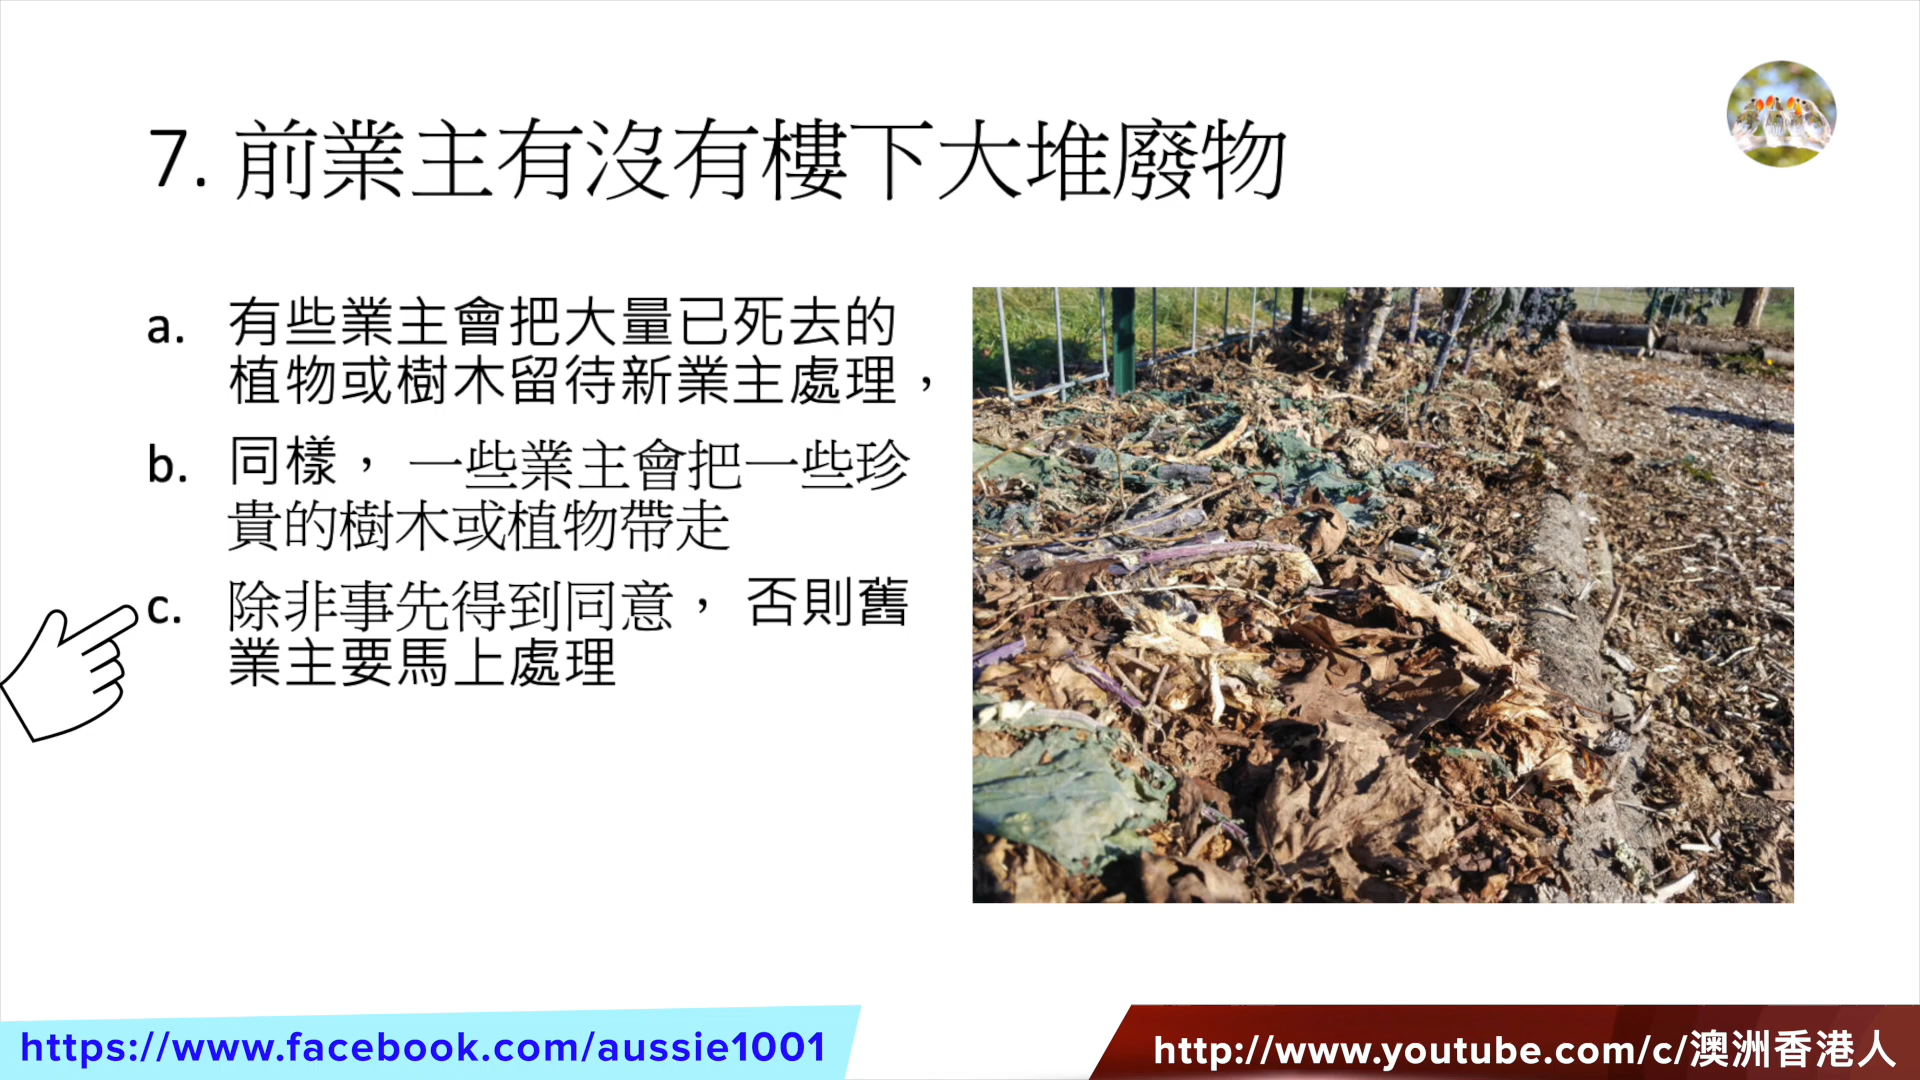 7. 前業主有沒有樓下大堆廢物
a. 有些業主會把大量已死去的
植物或樹木留待新業主處理，
b. 同樣， 一些業主會把一些珍
貴的樹木或植物帶走
c. 除非事先得到同意， 否則舊
業主要馬上處理
https://www.facebook.com/aussie1001
http://www.youtube.com/c/澳洲香港人